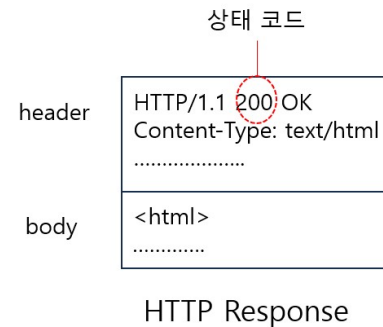 상태 코드
header
HTTP/1.1 200 OK
Content-Type: text/html
....................
body
<html>
.............
HTTP Response